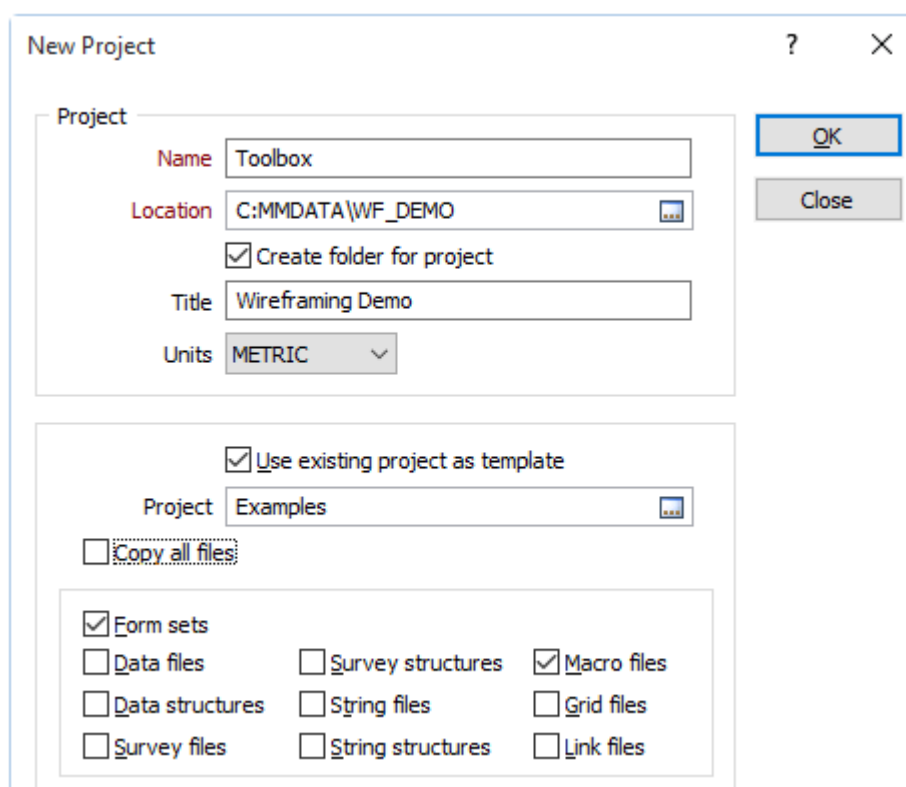 New Project ?
Project
OK
Name Toolbox
Location C:MMDATA\WF_DEMO
Close
Create folder for project
Title Wireframing Demo
Units METRIC
Use existing project as template
Project Examples
Copy all files
Form sets
Data files Survey structures Macro files
Data structures String files Grid files
Survey files String structures Link files